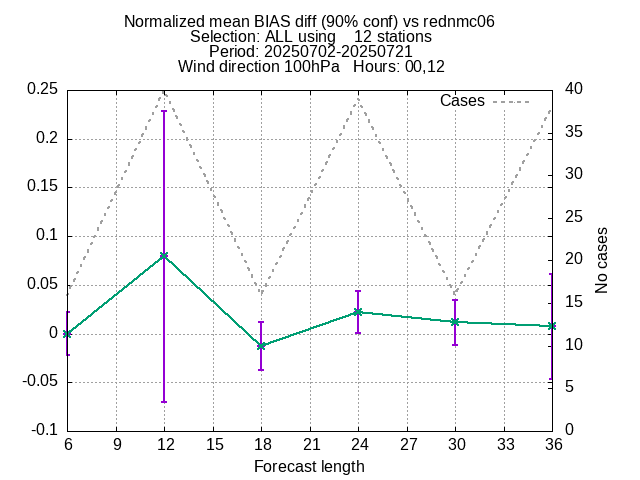 Normalized mean BIAS diff (90% conf) vs rednmc06
Selection: ALL using    12 stations
Period: 20250702-20250721
Wind direction 100hPa   Hours: 00,12
Cases
0.25
0.2
0.15
0.1
0.05
0
-0.05
-0.1
40
35
30
25
20
15
10
5
0
No cases
6 9 12 15 18 21 24 27 30 33 36
Forecast length